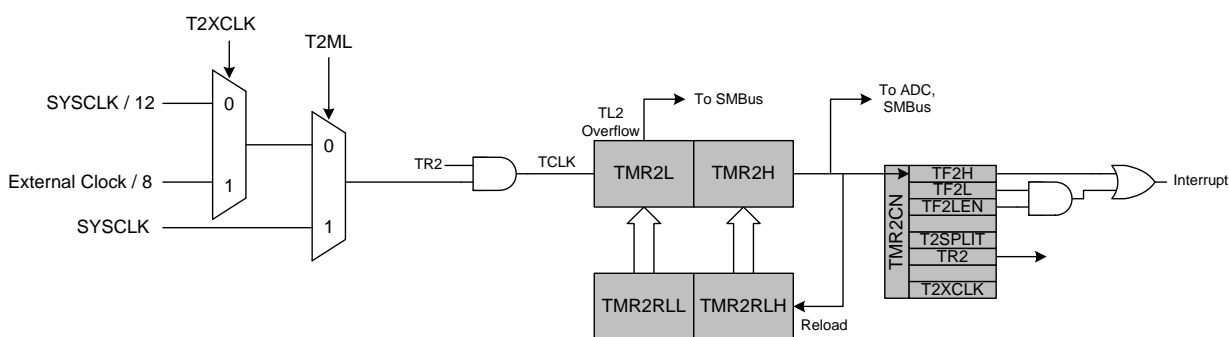 T2XCLK
T2ML
SYSCLK / 12
0
External Clock / 8
1
SYSCLK
0
1
TR2
TCLK
TL2
Overflow
To SMBus
To ADC,
SMBus
TMR2L
TMR2H
TMR2RLL
TMR2RLH
Reload
TMR2CN
TF2H
TF2L
TF2LEN
T2SPLIT
TR2
T2XCLK
Interrupt